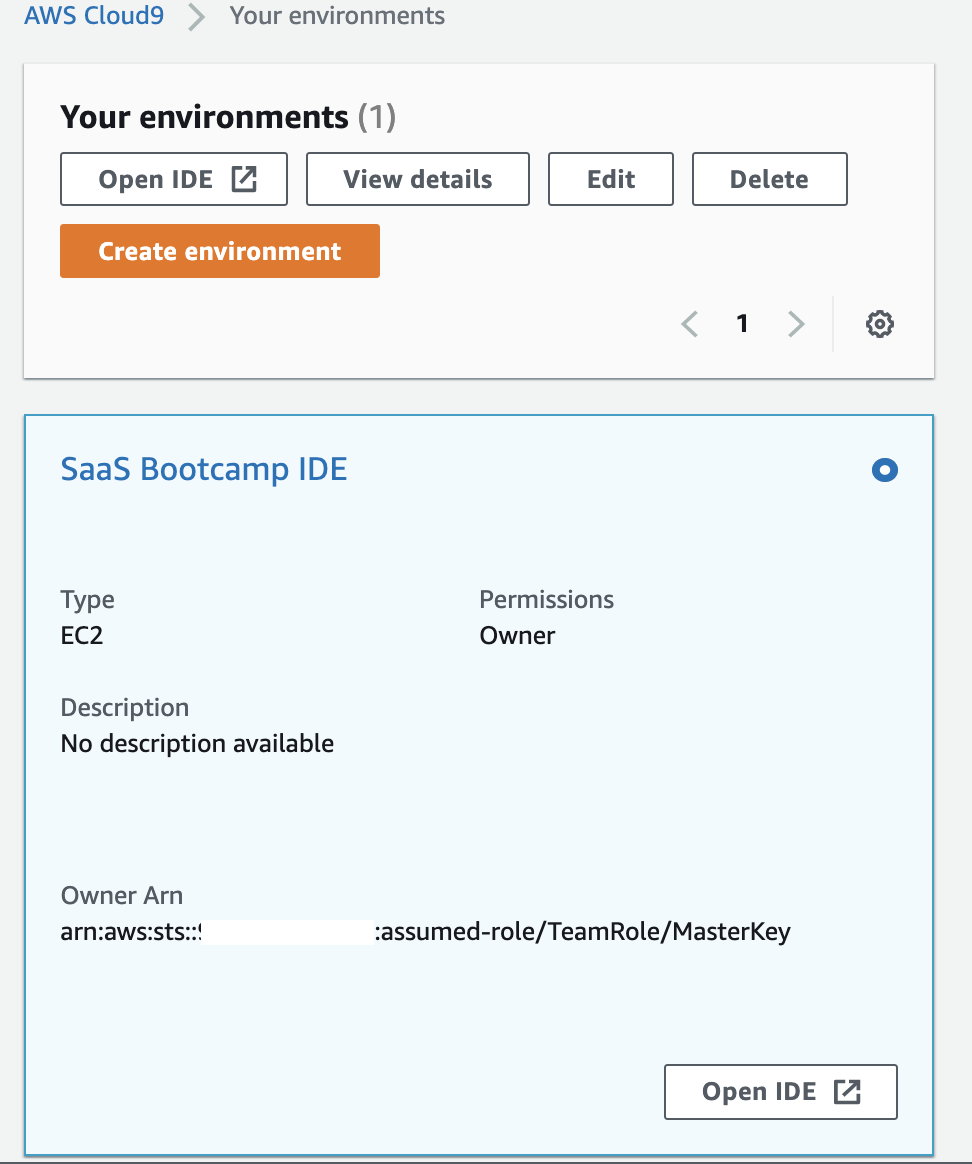 AWS Cloud9 > Your environments
Your environments (1)
Open IDE View details Edit Delete
Create environment
< 1 >
SaaS Bootcamp IDE
Type Permissions
EC2 Owner
Description
No description available
Owner Arn
arn:aws:sts:: :assumed-role/TeamRole/MasterKey
Open IDE